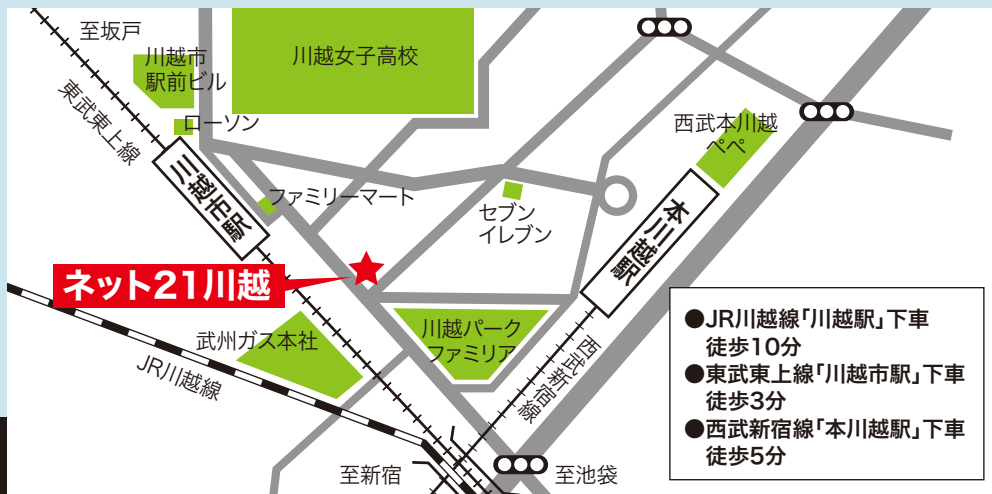 至坂戸
川越市
駅前ビル
川越女子高校
東武東上線
ローソン
西武本川越
ペペ
川越市駅
ファミリーマート
セブン
イレブン
本川越駅
ネット21川越
武州ガス本社
川越パーク
ファミリア
JR川越線
西武新宿線
至新宿
至池袋
●JR川越線「川越駅」下車
徒歩10分
●東武東上線「川越市駅」下車
徒歩3分
●西武新宿線「本川越駅」下車
徒歩5分